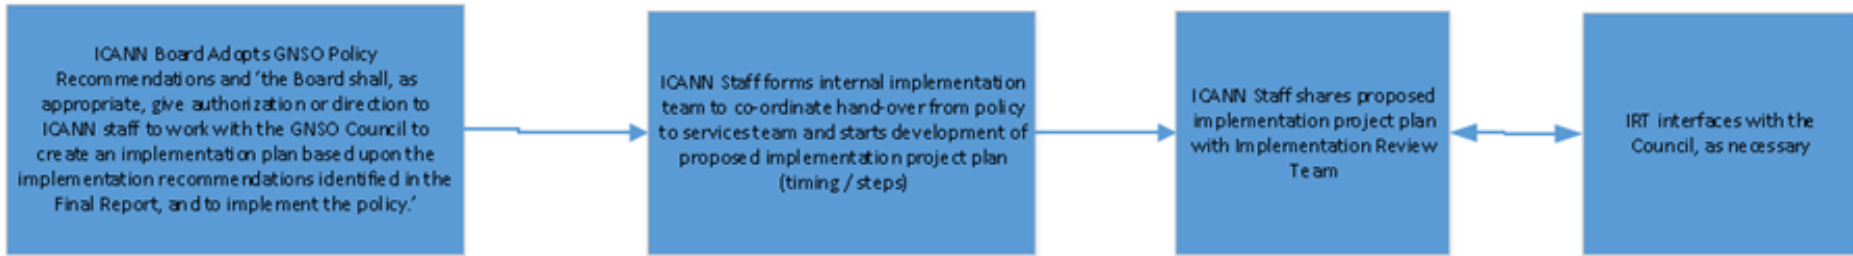 ICANN Board Adopts GNSO Policy
Recommendations and 'the Board shall, as
appropriate, give authorization or direction to
ICANN staff to work with the GNSO Council to
create an implementation plan based upon the
implementation recommendations identified in the
Final Report, and to implement the policy.'
ICANN Staff forms internal implementation
team to co-ordinate hand-over from policy
to services team and starts development of
proposed implementation project plan
(timing / steps)
ICANN Staff shares proposed
implementation project plan
with Implementation Review
Team
IRT interfaces with the
Council, as necessary